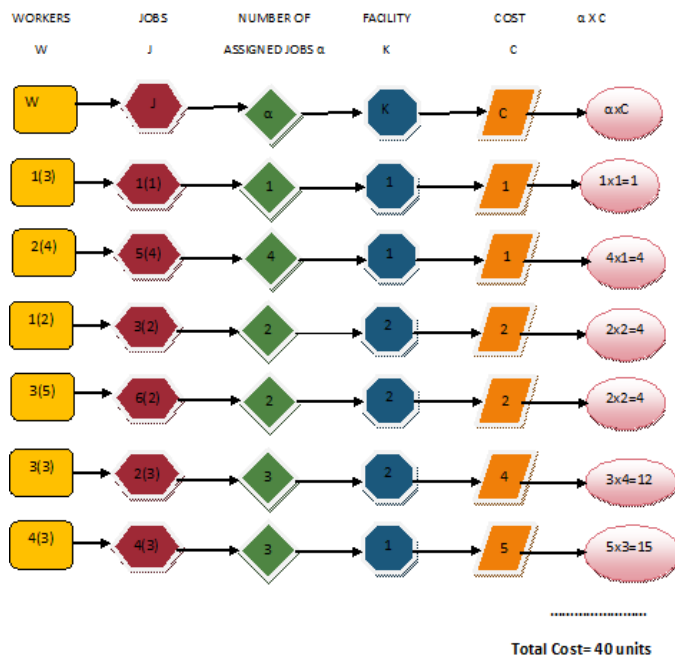 WORKERS JOBS NUMBER OF FACILITY COST α X C
W J ASSIGNED JOBS α K C
W J α K C αxC
1(3) 1(1) 1 1 1 1x1=1
2(4) 5(4) 4 1 1 4x1=4
1(2) 3(2) 2 2 2 2x2=4
3(5) 6(2) 2 2 2 2x2=4
3(3) 2(3) 3 2 4 3x4=12
4(3) 4(3) 3 1 5 5x3=15
Total Cost= 40 units